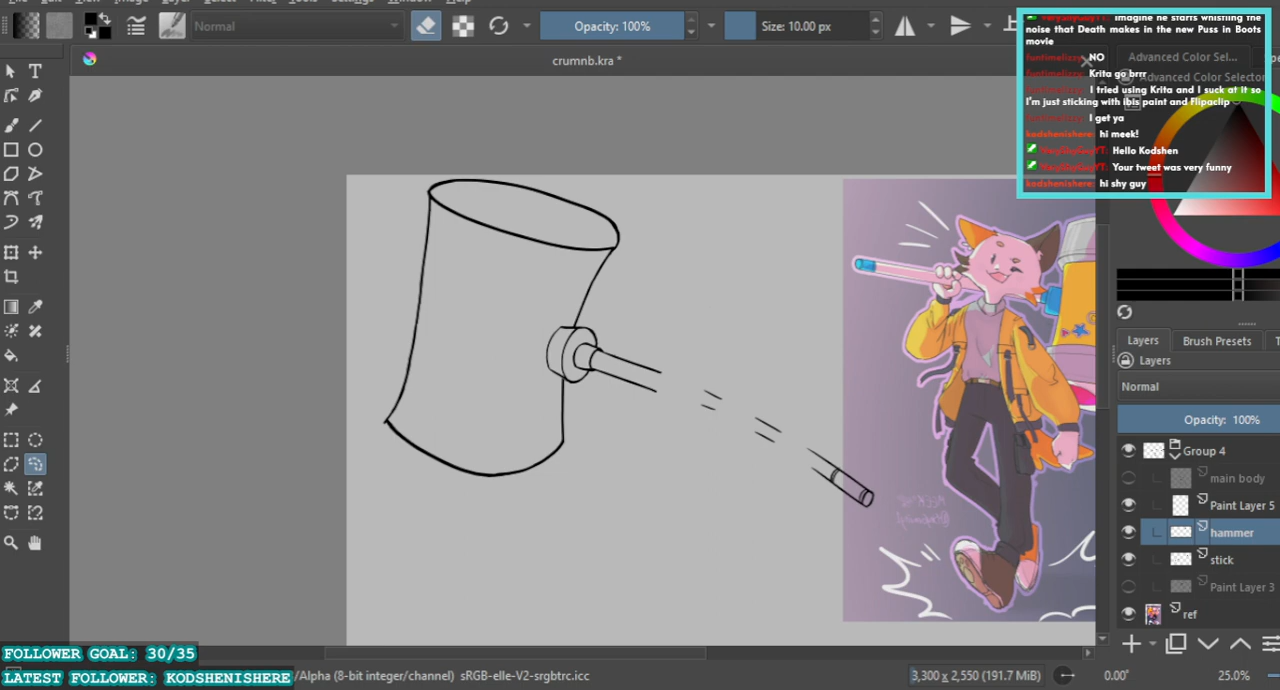 Normal
Opacity: 100%
Size: 10.00 px
crumnb.kra *
Imagine he starts whistling the
noise that Death makes in the new Puss in Boots
movie
funtimelizzy: NO
funtimelizzy: Krita go brrr
funtimelizzy: I tried using Krita and I suck at it so
I'm just sticking with ibis paint and Flipaclip
funtimelizzy: I get ya
kodshenishere: hi meek!
VeryShyGuyYT: Hello Kodshen
VeryShyGuyYT: Your tweet was very funny
kodshenishere: hi shy guy
Advanced Color Sel...
Advanced Color Selector
Layers
Brush Presets
Layers
Normal
Opacity: 100%
Group 4
main body
Paint Layer 5
hammer
stick
Paint Layer 3
ref
FOLLOWER GOAL: 30/35
LATEST FOLLOWER: KODSHENISHERE
/Alpha (8-bit integer/channel) sRGB-elle-V2-srgbtrc.icc
3,300 x 2,550 (191.7 MiB)
0.00°
25.0%